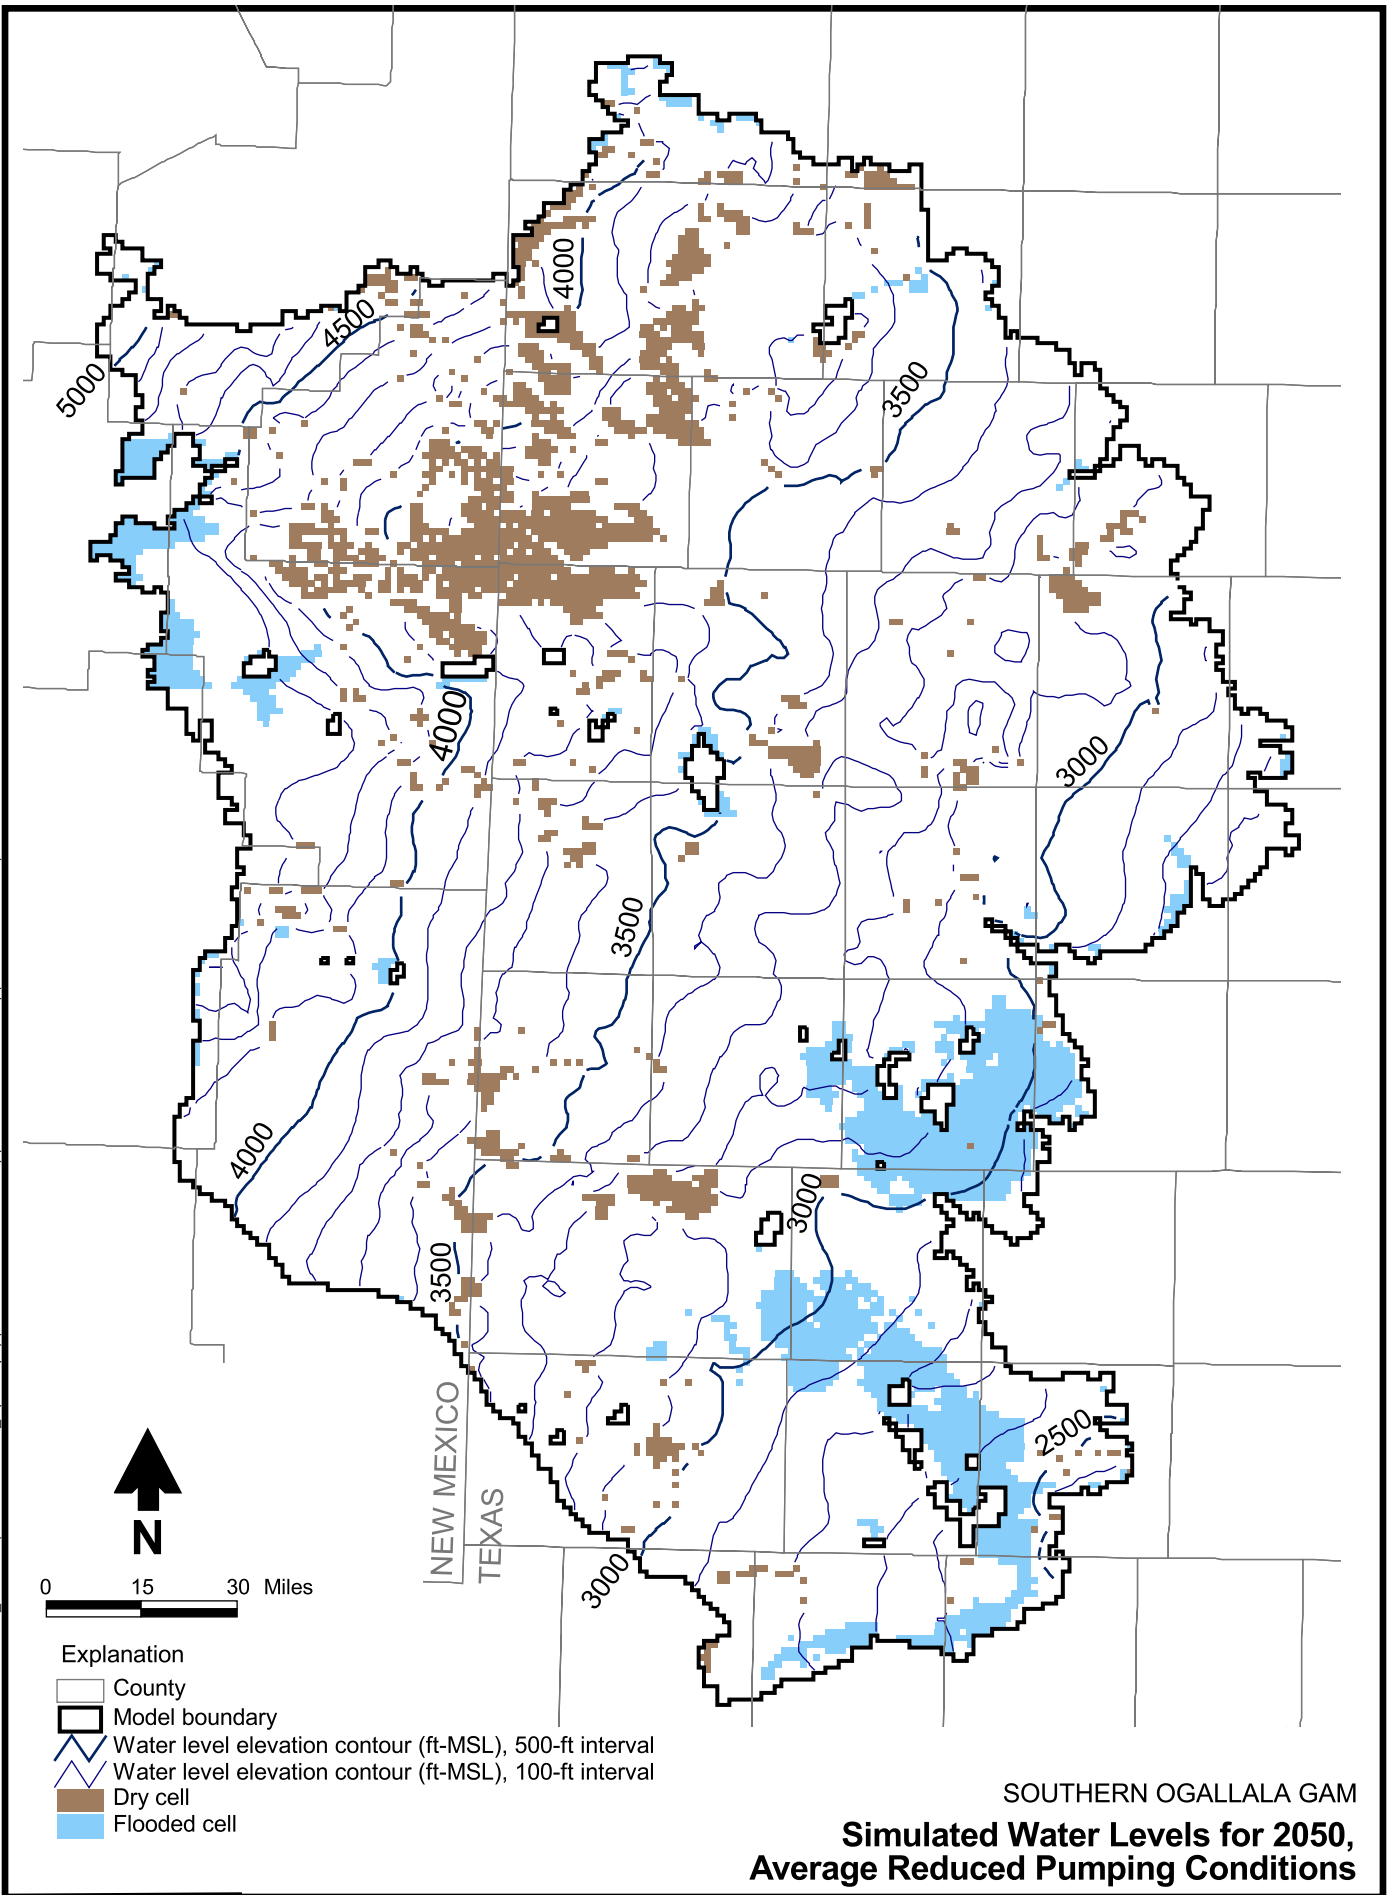 4000
4500
5000
3500
4000
3000
3500
4000
3000
3500
2500
3000
NEW MEXICO
TEXAS
N
0 15 30 Miles
Explanation
County
Model boundary
Water level elevation contour (ft-MSL), 500-ft interval
Water level elevation contour (ft-MSL), 100-ft interval
Dry cell
Flooded cell
SOUTHERN OGALLALA GAM
Simulated Water Levels for 2050,
Average Reduced Pumping Conditions